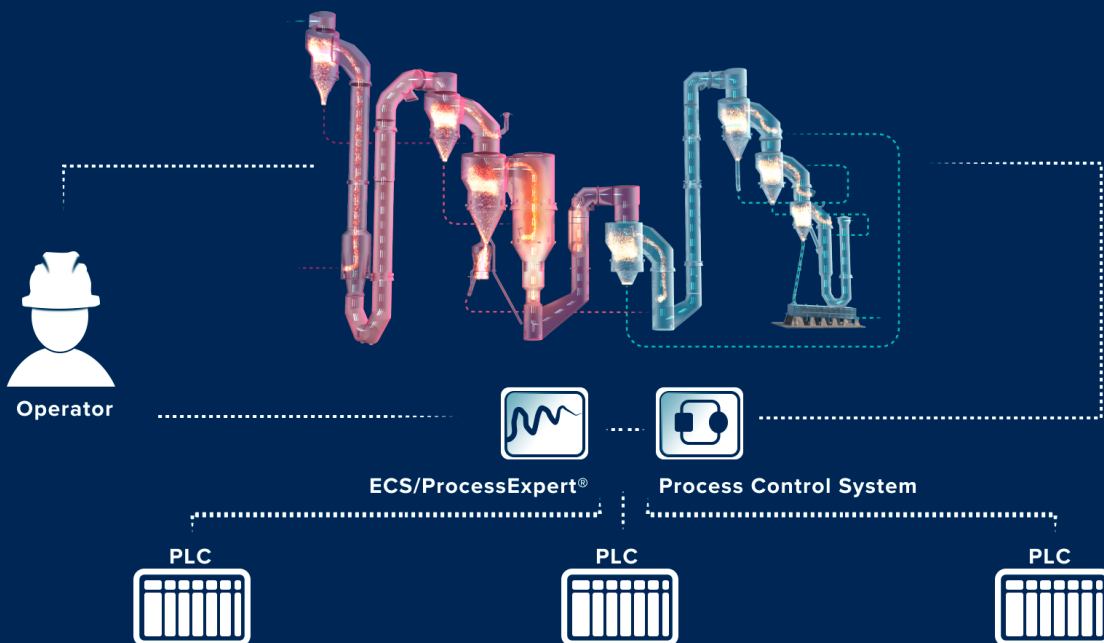 Operator
ECS/ProcessExpert®
Process Control System
PLC
PLC
PLC